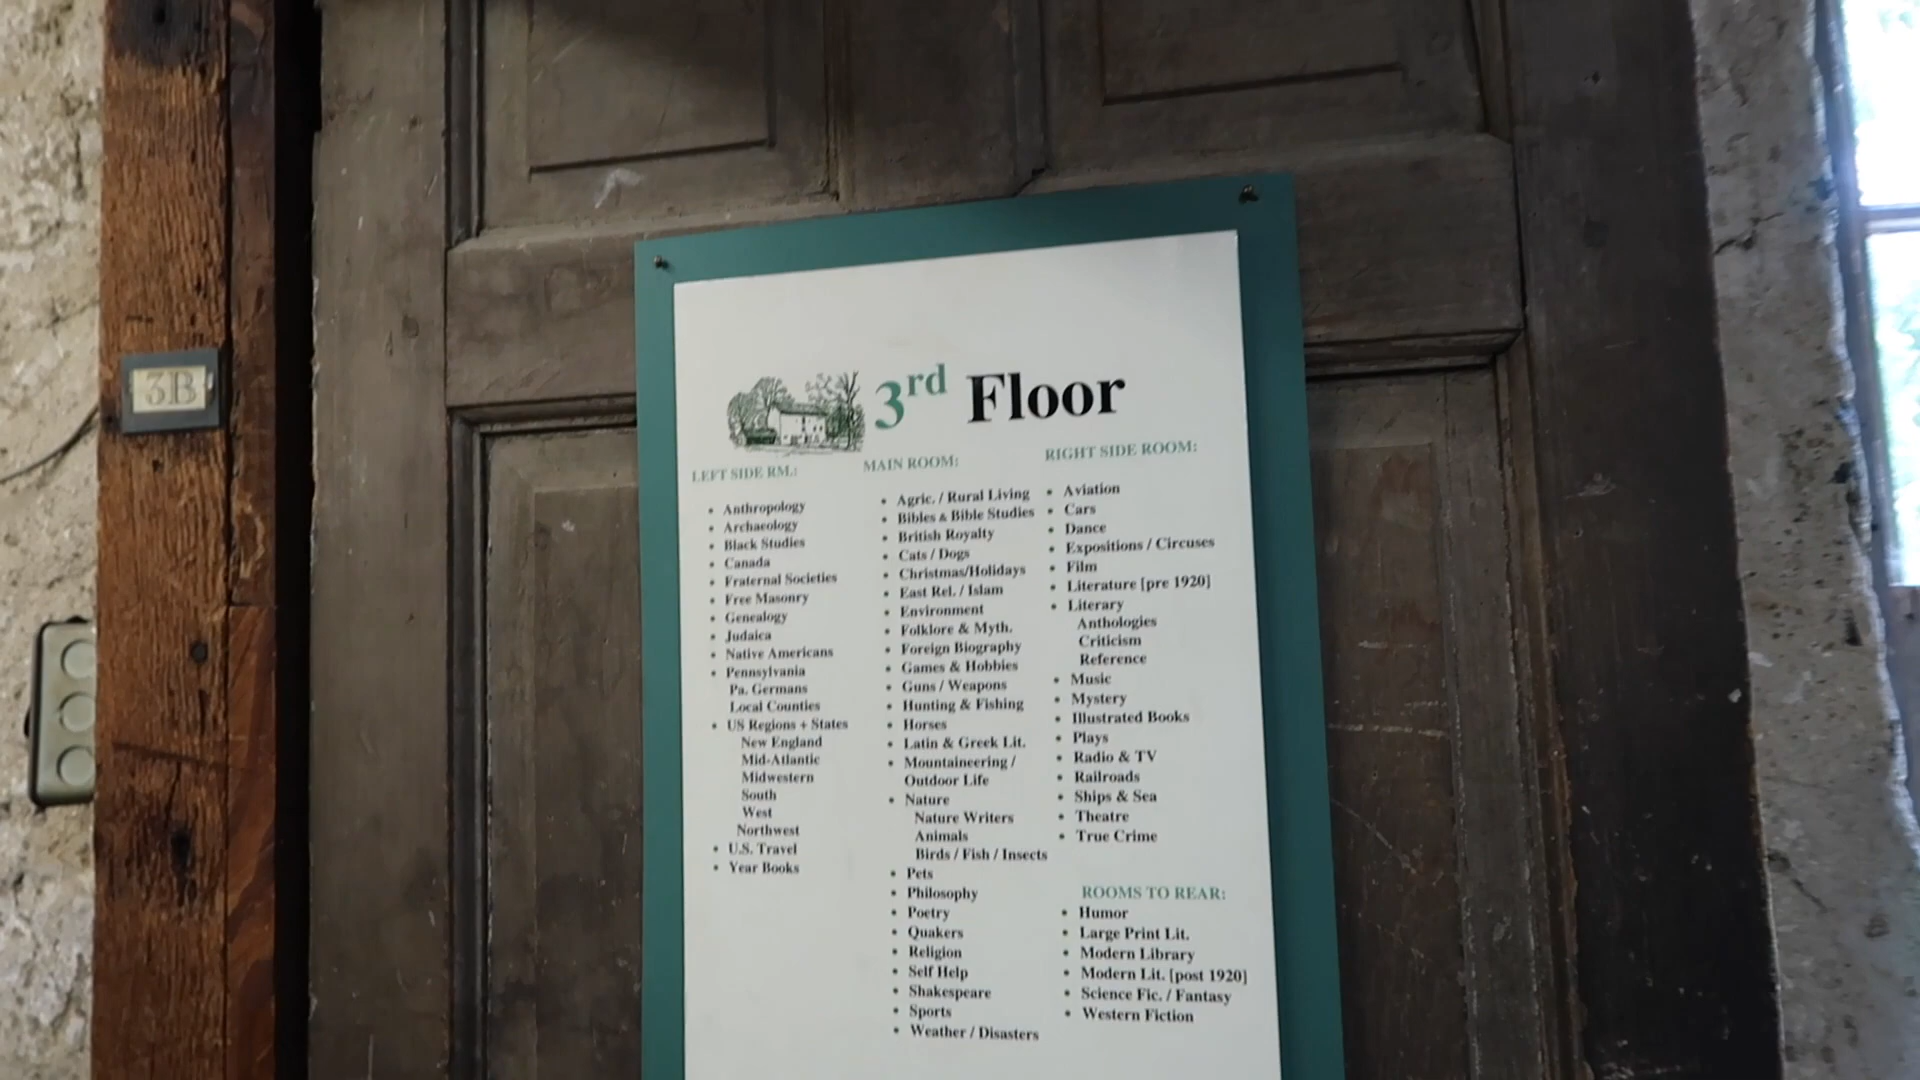 3B
3rd Floor
LEFT SIDE RM.:
• Anthropology
• Archaeology
• Black Studies
• Canada
• Fraternal Societies
• Free Masonry
• Genealogy
• Judaica
• Native Americans
• Pennsylvania
Pa. Germans
Local Counties
• US Regions + States
New England
Mid-Atlantic
Midwestern
South
West
Northwest
• U.S. Travel
• Year Books
MAIN ROOM:
• Agric. / Rural Living
• Bibles & Bible Studies
• British Royalty
• Cats / Dogs
• Christmas/Holidays
• East Rel. / Islam
• Environment
• Folklore & Myth.
• Foreign Biography
• Games & Hobbies
• Guns / Weapons
• Hunting & Fishing
• Horses
• Latin & Greek Lit.
• Mountaineering /
Outdoor Life
• Nature
Nature Writers
Animals
Birds / Fish / Insects
• Pets
• Philosophy
• Poetry
• Quakers
• Religion
• Self Help
• Shakespeare
• Sports
• Weather / Disasters
RIGHT SIDE ROOM:
• Aviation
• Cars
• Dance
• Expositions / Circuses
• Film
• Literature [pre 1920]
• Literary
Anthologies
Criticism
Reference
• Music
• Mystery
• Illustrated Books
• Plays
• Radio & TV
• Railroads
• Ships & Sea
• Theatre
• True Crime
ROOMS TO REAR:
• Humor
• Large Print Lit.
• Modern Library
• Modern Lit. [post 1920]
• Science Fic. / Fantasy
• Western Fiction